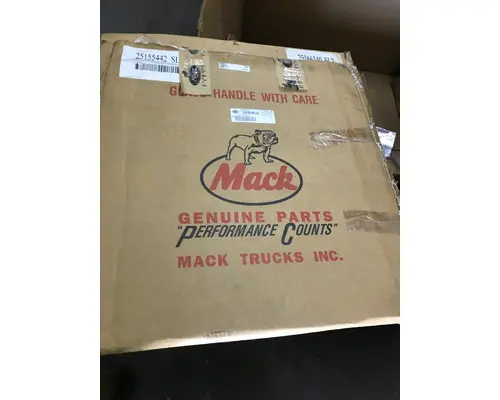 25155442
GLASS HANDLE WITH CARE
Mack
GENUINE PARTS
"PERFORMANCE COUNTS"
MACK TRUCKS INC.